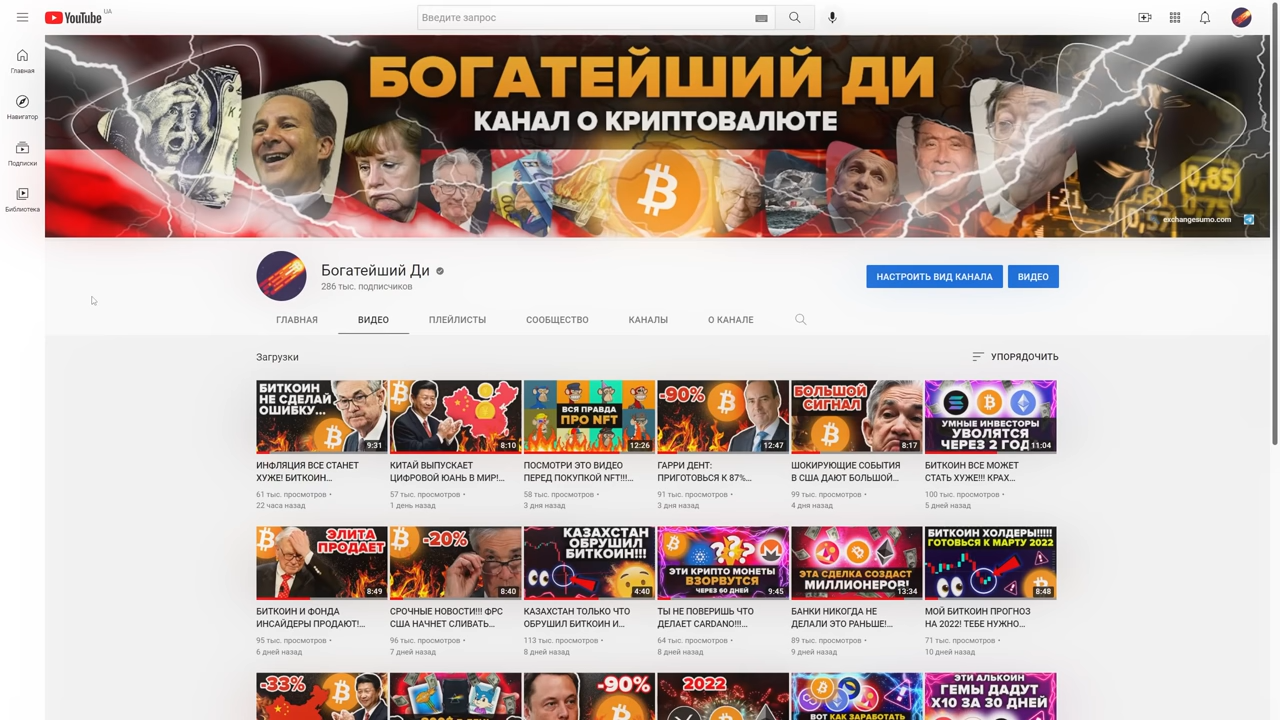 YouTube UA
Введите запрос
Главная
Навигатор
Подписки
Библиотека
БОГАТЕЙШИЙ ДИ
КАНАЛ О КРИПТОВАЛЮТЕ
0,85
exchangesumo.com
Богатейший Ди
286 тыс. подписчиков
НАСТРОИТЬ ВИД КАНАЛА
ВИДЕО
ГЛАВНАЯ ВИДЕО ПЛЕЙЛИСТЫ СООБЩЕСТВО КАНАЛЫ О КАНАЛЕ
Загрузки
УПОРЯДОЧИТЬ
БИТКОИН
НЕ СДЕЛАЙ
ОШИБКУ...
9:31
ИНФЛЯЦИЯ ВСЕ СТАНЕТ
ХУЖЕ! БИТКОИН...
61 тыс. просмотров •
22 часа назад
8:10
КИТАЙ ВЫПУСКАЕТ
ЦИФРОВОЙ ЮАНЬ В МИР!...
57 тыс. просмотров •
1 день назад
ВСЯ ПРАВДА
ПРО NFT
12:26
ПОСМОТРИ ЭТО ВИДЕО
ПЕРЕД ПОКУПКОЙ NFT!!!...
58 тыс. просмотров •
3 дня назад
-90%
12:47
ГАРРИ ДЕНТ:
ПРИГОТОВЬСЯ К 87%...
91 тыс. просмотров •
3 дня назад
БОЛЬШОЙ
СИГНАЛ
8:17
ШОКИРУЮЩИЕ СОБЫТИЯ
В США ДАЮТ БОЛЬШОЙ...
99 тыс. просмотров •
4 дня назад
УМНЫЕ ИНВЕСТОРЫ
УВОЛЯТСЯ
ЧЕРЕЗ 2
11:04
БИТКОИН ВСЕ МОЖЕТ
СТАТЬ ХУЖЕ!!! КРАХ...
100 тыс. просмотров •
5 дней назад
ЭЛИТА
ПРОДАЕТ
8:49
БИТКОИН И ФОНДА
ИНСАЙДЕРЫ ПРОДАЮТ!...
95 тыс. просмотров •
6 дней назад
-20%
8:40
СРОЧНЫЕ НОВОСТИ!!! ФРС
США НАЧНЕТ СЛИВАТЬ...
96 тыс. просмотров •
7 дней назад
КАЗАХСТАН
ОБРУШИЛ
БИТКОИН!!!
4:40
КАЗАХСТАН ТОЛЬКО ЧТО
ОБРУШИЛ БИТКОИН И...
113 тыс. просмотров •
8 дней назад
ЭТИ КРИПТО МОНЕТЫ
ВЗОРВУТСЯ
ЧЕРЕЗ 60 ДНЕЙ
9:45
ТЫ НЕ ПОВЕРИШЬ ЧТО
ДЕЛАЕТ CARDANO!!!...
64 тыс. просмотров •
8 дней назад
ЭТА СДЕЛКА СОЗДАСТ
МИЛЛИОНЕРОВ!
13:34
БАНКИ НИКОГДА НЕ
ДЕЛАЛИ ЭТО РАНЬШЕ!...
89 тыс. просмотров •
9 дней назад
БИТКОИН ХОЛДЕРЫ!!!!!
ГОТОВЬСЯ К МАРТУ 2022
8:48
МОЙ БИТКОИН ПРОГНОЗ
НА 2022! ТЕБЕ НУЖНО...
71 тыс. просмотров •
10 дней назад
-33%
-90%
2022
ВОТ КАК ЗАРАБОТАТЬ
ЭТИ АЛЬКОИН
ГЕМЫ ДАДУТ
Х10 ЗА 30 ДНЕЙ